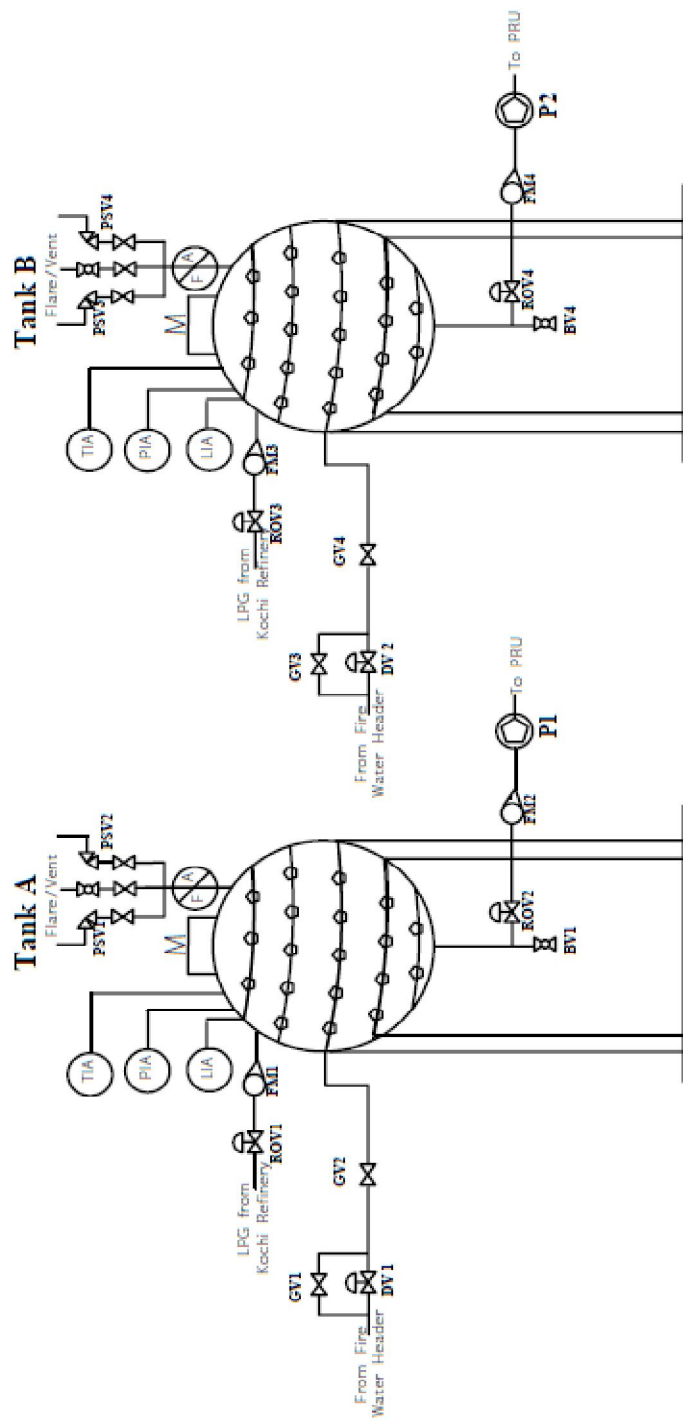 Tank A
Flare/Vent
PSV1
PSV2
M
F
A
TIA
PIA
LIA
LPG from
Kochi Refinery
ROV1
FM1
GV1
DV 1
GV2
From Fire
Water Header
ROV2
FM2
P1
To PRU
BV1
Tank B
Flare/Vent
PSV3
PSV4
M
F
A
TIA
PIA
LIA
LPG from
Kochi Refinery
ROV3
FM3
GV3
DV 2
GV4
From Fire
Water Header
ROV4
FM4
P2
To PRU
BV4